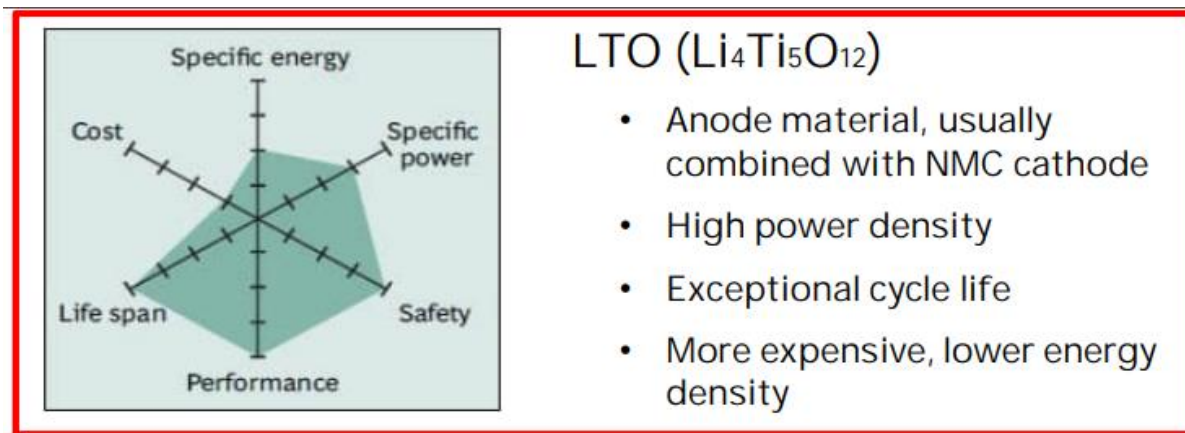 Specific energy
Cost
Specific
power
Life span
Safety
Performance
LTO (Li4Ti5O12)
• Anode material, usually
combined with NMC cathode
• High power density
• Exceptional cycle life
• More expensive, lower energy
density